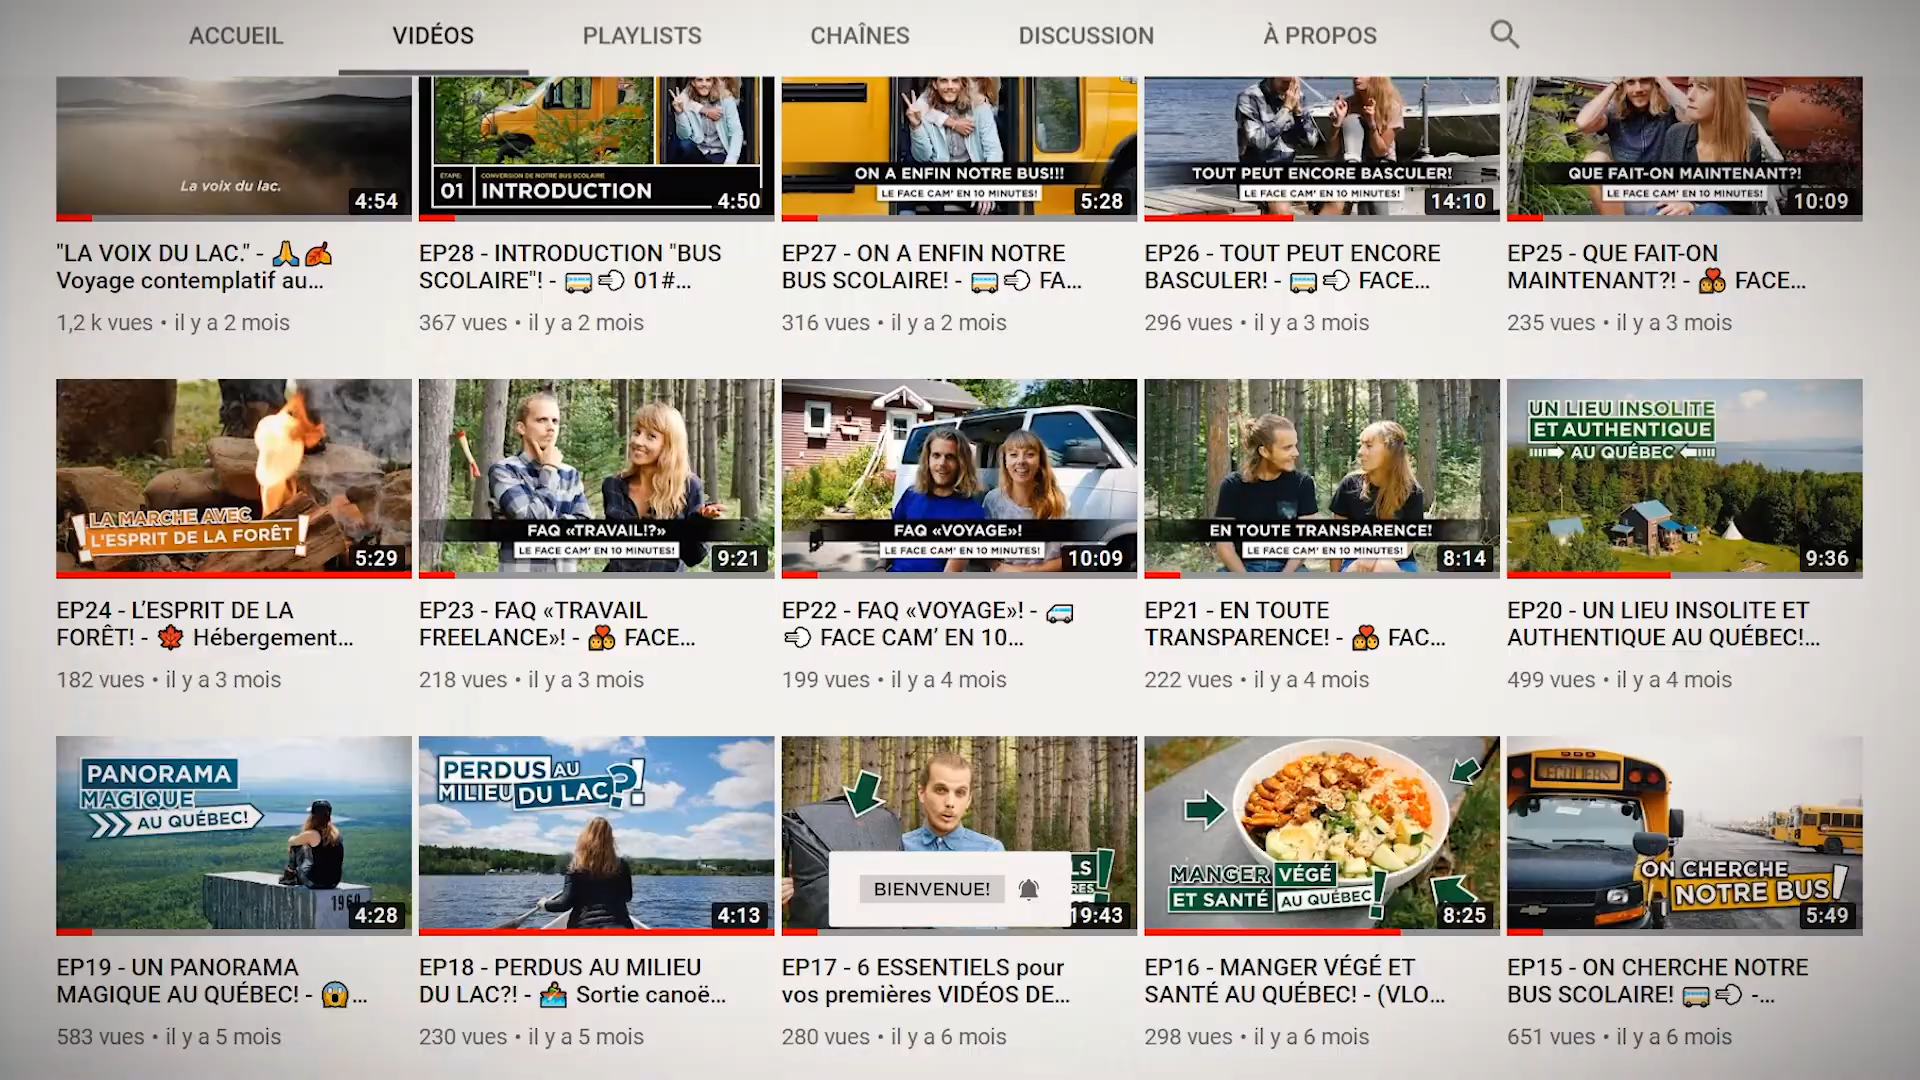 ACCUEIL
VIDÉOS
PLAYLISTS
CHAÎNES
DISCUSSION
À PROPOS
La voix du lac.
4:54
ÉTAPE:
01
CONVERSION DE NOTRE BUS SCOLAIRE
INTRODUCTION
4:50
ON A ENFIN NOTRE BUS!!!
LE FACE CAM' EN 10 MINUTES!
5:28
TOUT PEUT ENCORE BASCULER!
LE FACE CAM' EN 10 MINUTES!
14:10
QUE FAIT-ON MAINTENANT?!
LE FACE CAM' EN 10 MINUTES!
10:09
"LA VOIX DU LAC." - 🙏🍂
Voyage contemplatif au...
1,2 k vues • il y a 2 mois
EP28 - INTRODUCTION "BUS
SCOLAIRE"! - 🚌💨 01#...
367 vues • il y a 2 mois
EP27 - ON A ENFIN NOTRE
BUS SCOLAIRE! - 🚌💨 FA...
316 vues • il y a 2 mois
EP26 - TOUT PEUT ENCORE
BASCULER! - 🚌💨 FACE...
296 vues • il y a 3 mois
EP25 - QUE FAIT-ON
MAINTENANT?! - 💑 FACE...
235 vues • il y a 3 mois
LA MARCHE AVEC
L'ESPRIT DE LA FORÊT!
5:29
FAQ «TRAVAIL!?»
LE FACE CAM' EN 10 MINUTES!
9:21
FAQ «VOYAGE»!
LE FACE CAM' EN 10 MINUTES!
10:09
EN TOUTE TRANSPARENCE!
LE FACE CAM' EN 10 MINUTES!
8:14
UN LIEU INSOLITE
ET AUTHENTIQUE
AU QUÉBEC
9:36
EP24 - L'ESPRIT DE LA
FORÊT! - 🍁 Hébergement...
182 vues • il y a 3 mois
EP23 - FAQ «TRAVAIL
FREELANCE»! - 💑 FACE...
218 vues • il y a 3 mois
EP22 - FAQ «VOYAGE»! - 🚐
💨 FACE CAM' EN 10...
199 vues • il y a 4 mois
EP21 - EN TOUTE
TRANSPARENCE! - 💑 FAC...
222 vues • il y a 4 mois
EP20 - UN LIEU INSOLITE ET
AUTHENTIQUE AU QUÉBEC!...
499 vues • il y a 4 mois
PANORAMA
MAGIQUE
AU QUÉBEC!
1960
4:28
PERDUS AU
MILIEU DU LAC?!
4:13
LS
RES
!
BIENVENUE!
19:43
MANGER VÉGÉ
ET SANTÉ AU QUÉBEC!
8:25
ECOLIERS
ON CHERCHE
NOTRE BUS!
5:49
EP19 - UN PANORAMA
MAGIQUE AU QUÉBEC! - 😱...
583 vues • il y a 5 mois
EP18 - PERDUS AU MILIEU
DU LAC?! - 🚣 Sortie canoë...
230 vues • il y a 5 mois
EP17 - 6 ESSENTIELS pour
vos premières VIDÉOS DE...
280 vues • il y a 6 mois
EP16 - MANGER VÉGÉ ET
SANTÉ AU QUÉBEC! - (VLO...
298 vues • il y a 6 mois
EP15 - ON CHERCHE NOTRE
BUS SCOLAIRE! 🚌💨 -...
651 vues • il y a 6 mois